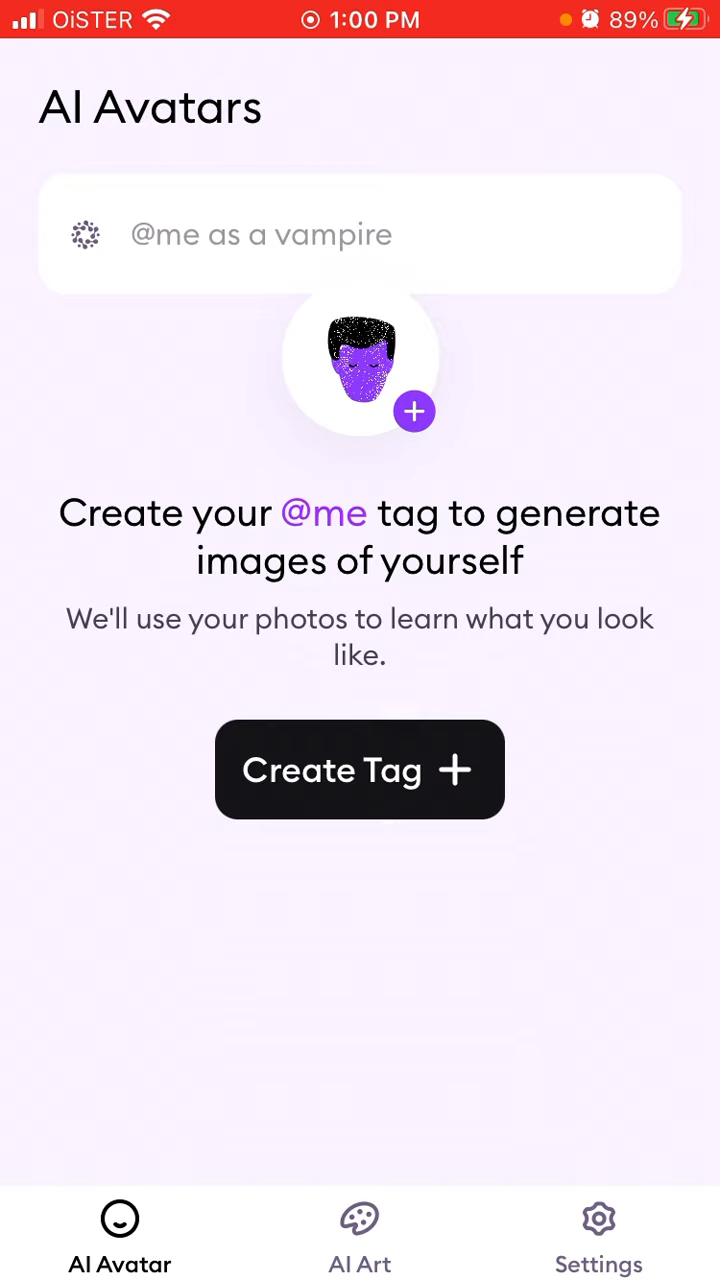 OiSTER 1:00 PM 89%
AI Avatars
@me as a vampire
Create your @me tag to generate
images of yourself
We'll use your photos to learn what you look
like.
Create Tag +
AI Avatar AI Art Settings